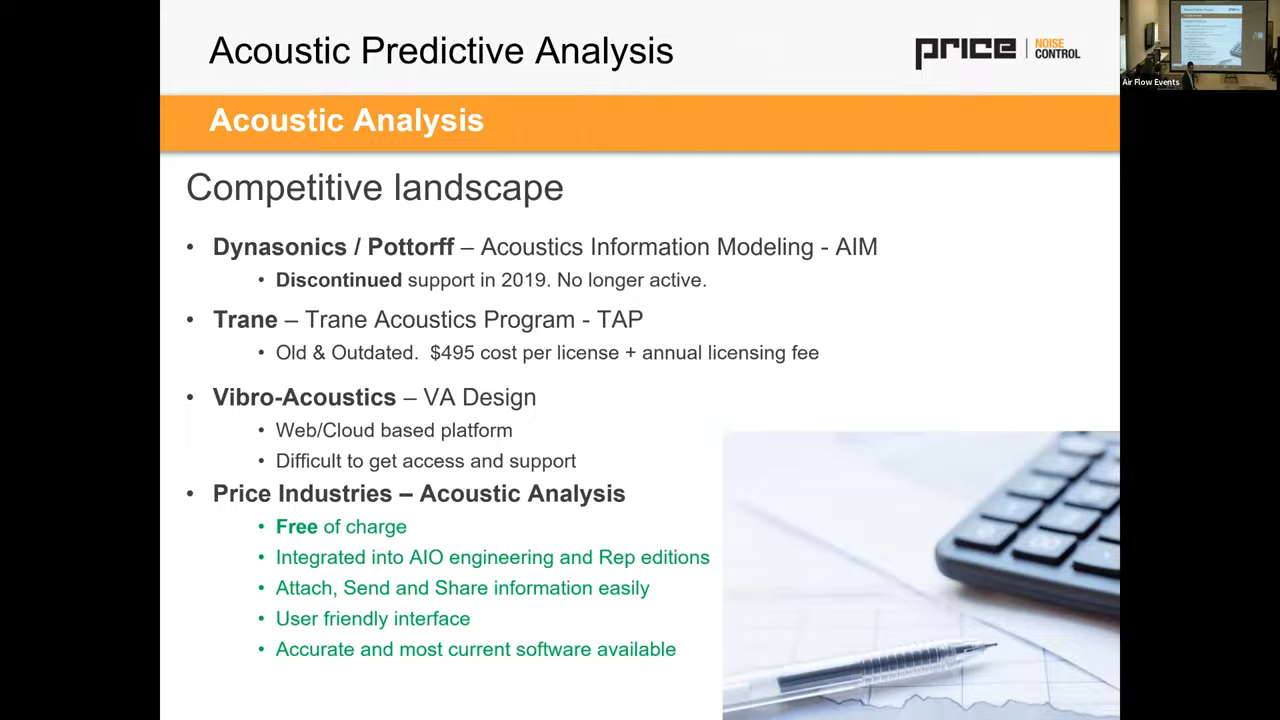 Acoustic Predictive Analysis
price | NOISE CONTROL
Air Flow Events
Acoustic Analysis
Competitive landscape
• Dynasonics / Pottorff – Acoustics Information Modeling - AIM
• Discontinued support in 2019. No longer active.
• Trane – Trane Acoustics Program - TAP
• Old & Outdated. $495 cost per license + annual licensing fee
• Vibro-Acoustics – VA Design
• Web/Cloud based platform
• Difficult to get access and support
• Price Industries – Acoustic Analysis
• Free of charge
• Integrated into AIO engineering and Rep editions
• Attach, Send and Share information easily
• User friendly interface
• Accurate and most current software available